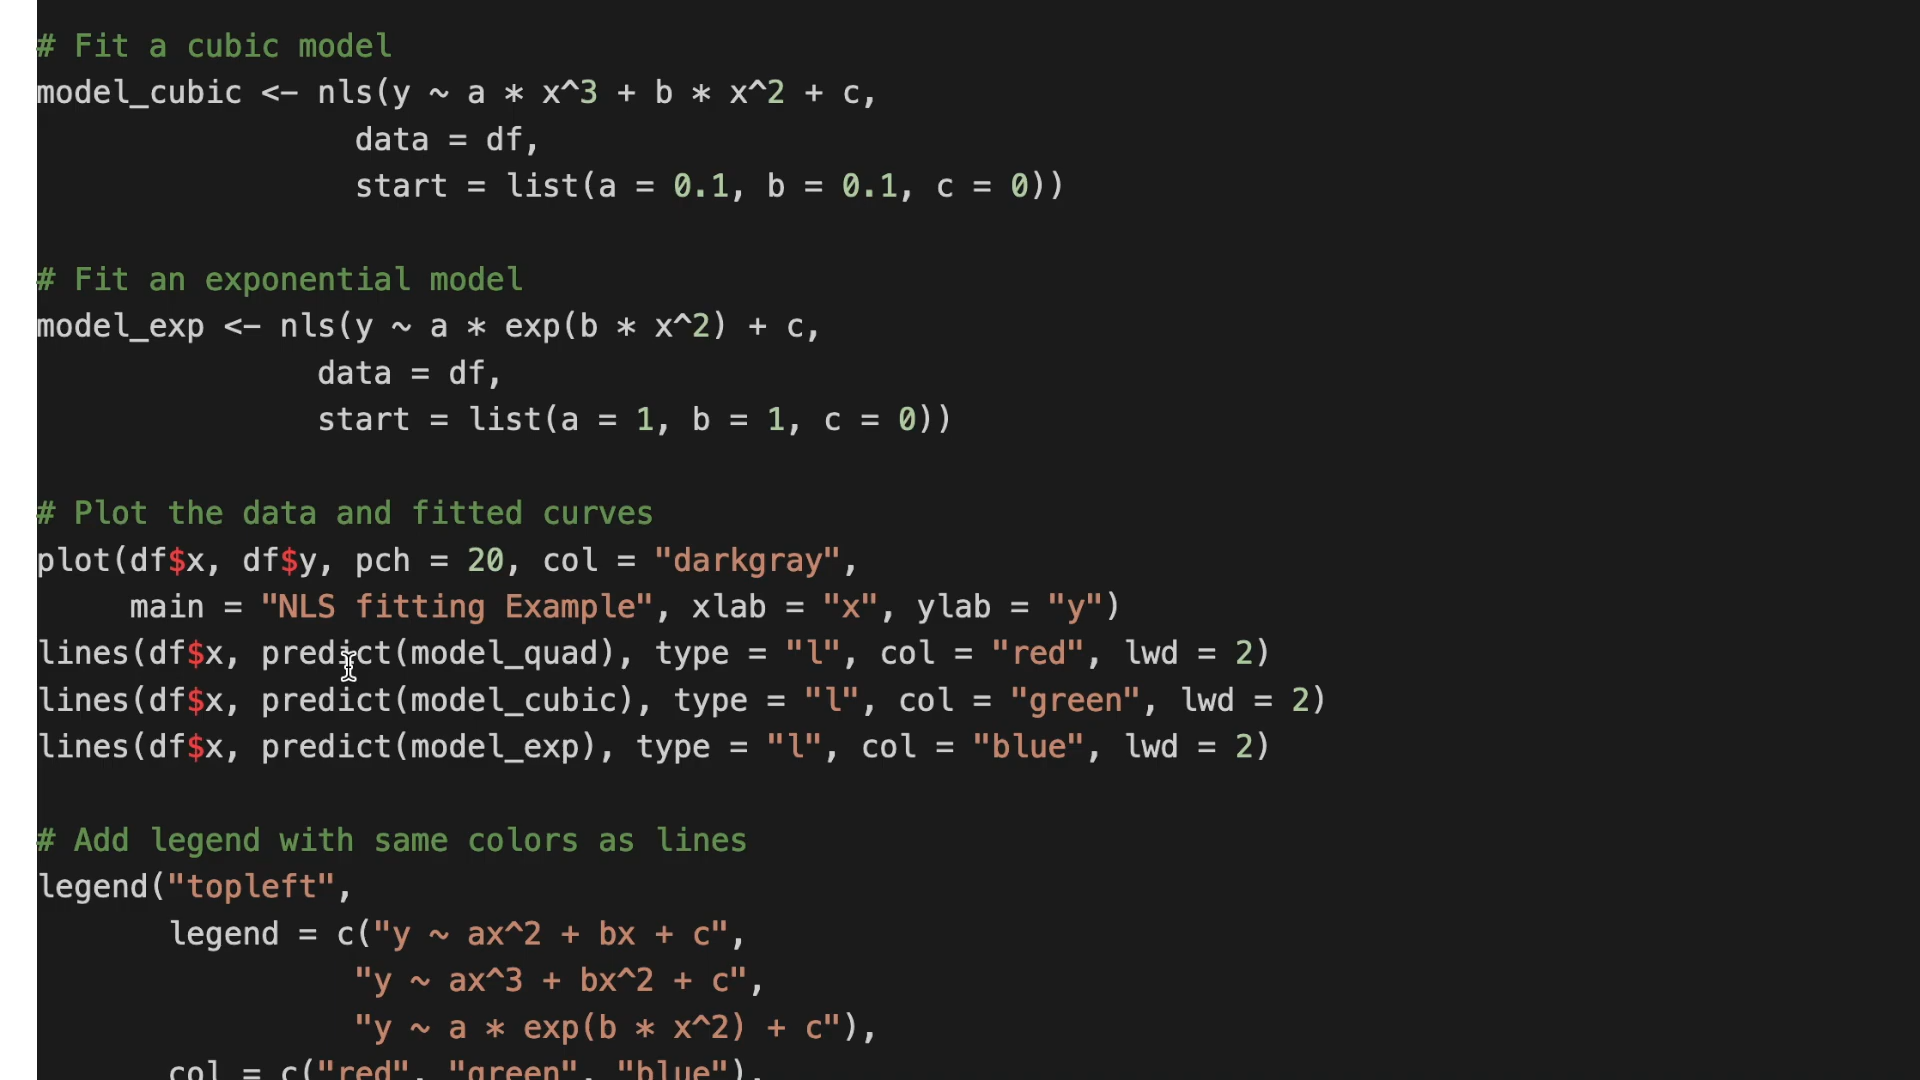 # Fit a cubic model
model_cubic <- nls(y ~ a * x^3 + b * x^2 + c,
data = df,
start = list(a = 0.1, b = 0.1, c = 0))
# Fit an exponential model
model_exp <- nls(y ~ a * exp(b * x^2) + c,
data = df,
start = list(a = 1, b = 1, c = 0))
# Plot the data and fitted curves
plot(df$x, df$y, pch = 20, col = "darkgray",
main = "NLS fitting Example", xlab = "x", ylab = "y")
lines(df$x, predict(model_quad), type = "l", col = "red", lwd = 2)
lines(df$x, predict(model_cubic), type = "l", col = "green", lwd = 2)
lines(df$x, predict(model_exp), type = "l", col = "blue", lwd = 2)
# Add legend with same colors as lines
legend("topleft",
legend = c("y ~ ax^2 + bx + c",
"y ~ ax^3 + bx^2 + c",
"y ~ a * exp(b * x^2) + c"),
col = c("red", "green", "blue"),